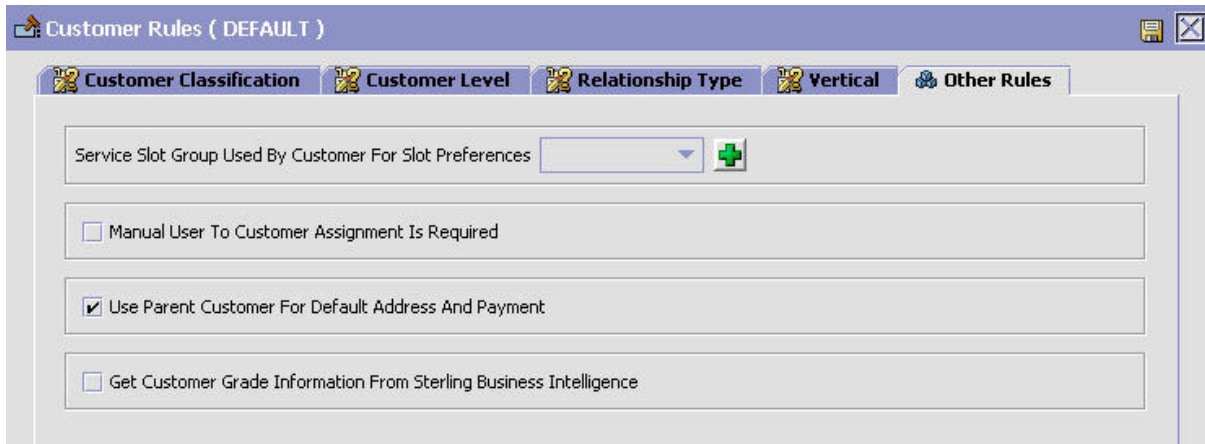 Customer Rules ( DEFAULT )
Customer Classification Customer Level Relationship Type Vertical Other Rules
Service Slot Group Used By Customer For Slot Preferences
Manual User To Customer Assignment Is Required
Use Parent Customer For Default Address And Payment
Get Customer Grade Information From Sterling Business Intelligence